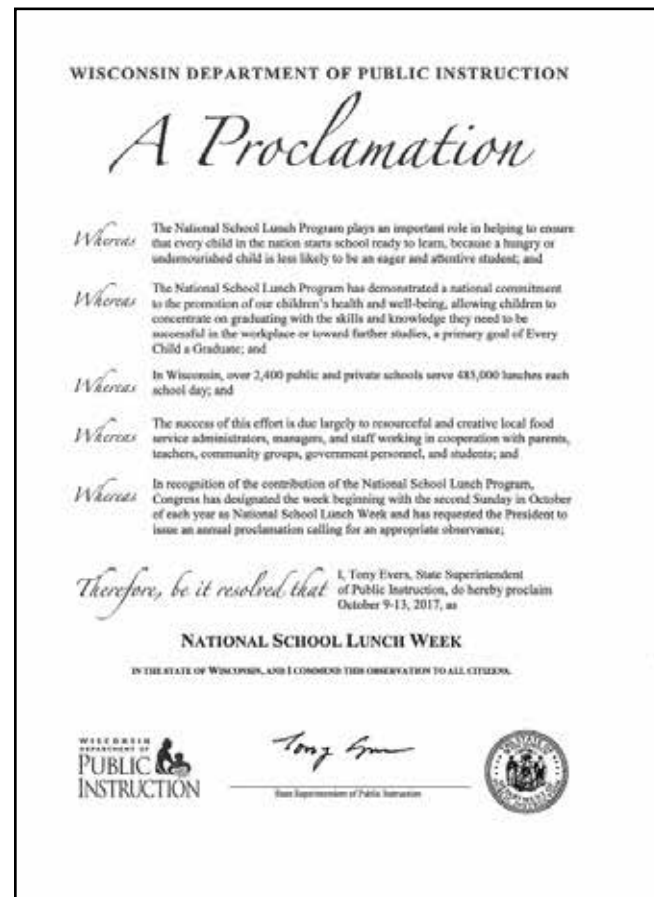 WISCONSIN DEPARTMENT OF PUBLIC INSTRUCTION
A Proclamation
Whereas The National School Lunch Program plays an important role in helping to ensure
that every child in the nation starts school ready to learn, because a hungry or
undernourished child is less likely to be an eager and attentive student; and
Whereas The National School Lunch Program has demonstrated a national commitment
to the promotion of our children's health and well-being, allowing children to
concentrate on graduating with the skills and knowledge they need to be
successful in the workplace or toward further studies, a primary goal of Every
Child a Graduate; and
Whereas In Wisconsin, over 2,400 public and private schools serve 485,000 lunches each
school day; and
Whereas The success of this effort is due largely to resourceful and creative local food
service administrators, managers, and staff working in cooperation with parents,
teachers, community groups, government personnel, and students; and
Whereas In recognition of the contribution of the National School Lunch Program,
Congress has designated the week beginning with the second Sunday in October
of each year as National School Lunch Week and has requested the President to
issue an annual proclamation calling for an appropriate observance;
Therefore, be it resolved that I, Tony Evers, State Superintendent
of Public Instruction, do hereby proclaim
October 9-13, 2017, as
NATIONAL SCHOOL LUNCH WEEK
IN THE STATE OF WISCONSIN, AND I COMMEND THIS OBSERVATION TO ALL CITIZENS.
WISCONSIN
DEPARTMENT OF
PUBLIC
INSTRUCTION
Tony Evers
State Superintendent of Public Instruction